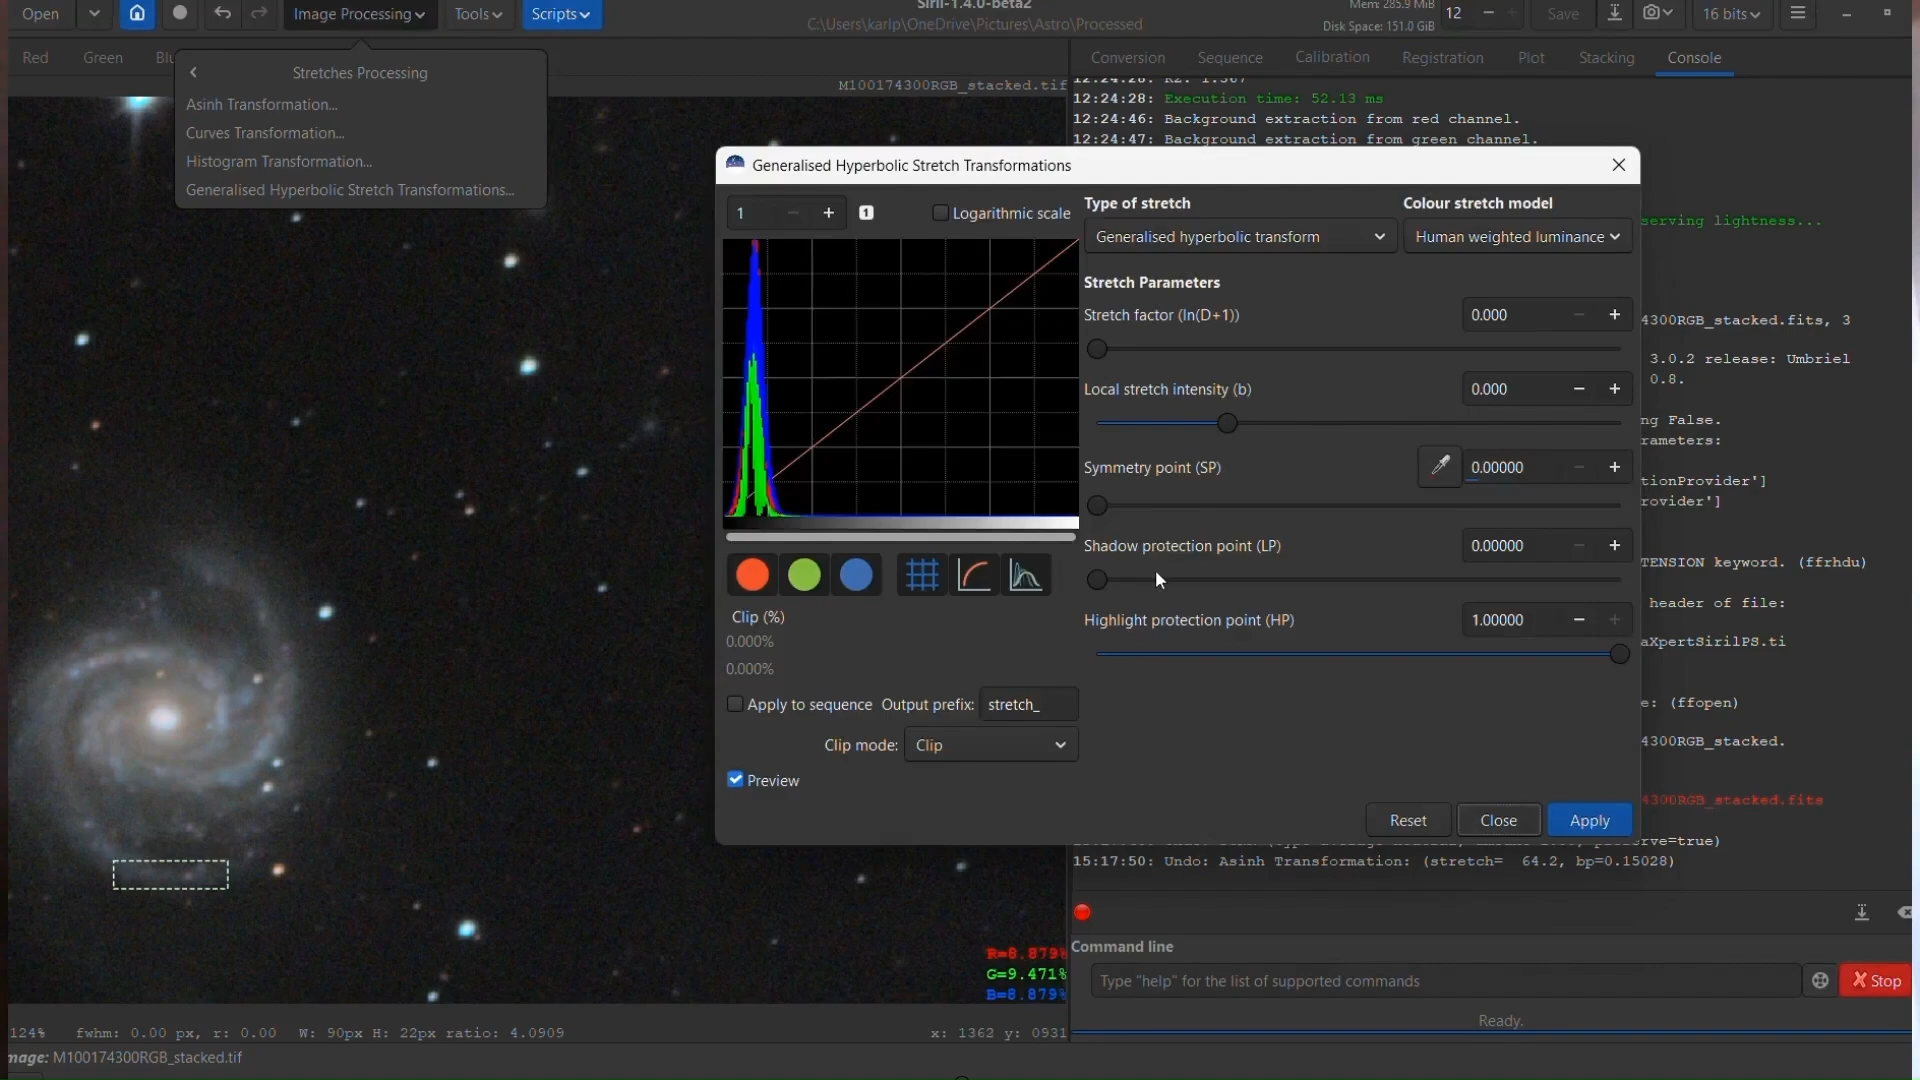 Open
Image Processing
Tools
Scripts
Siril-1.4.0-beta2
C:\Users\karlp\OneDrive\Pictures\Astro\Processed
Mem: 285.9 MiB
Disk Space: 151.0 GiB
12
Save
16 bits
Red
Green
Stretches Processing
Asinh Transformation...
Curves Transformation...
Histogram Transformation...
Generalised Hyperbolic Stretch Transformations...
M100174300RGB_stacked.tif
Conversion
Sequence
Calibration
Registration
Plot
Stacking
Console
12:24:28: Execution time: 52.13 ms
12:24:46: Background extraction from red channel.
12:24:47: Background extraction from green channel.
Generalised Hyperbolic Stretch Transformations
1
1
Logarithmic scale
Type of stretch
Generalised hyperbolic transform
Colour stretch model
Human weighted luminance
Stretch Parameters
Stretch factor (ln(D+1))
0.000
Local stretch intensity (b)
0.000
Symmetry point (SP)
0.00000
Shadow protection point (LP)
0.00000
Highlight protection point (HP)
1.00000
Clip (%)
0.000%
0.000%
Apply to sequence
Output prefix:
stretch_
Clip mode:
Clip
Preview
Reset
Close
Apply
serving lightness...
4300RGB_stacked.fits, 3
3.0.2 release: Umbriel
0.8.
ng False.
rameters:
tionProvider']
rovider']
TENSION keyword. (ffrhdu)
header of file:
aXpertSirilPS.ti
e: (ffopen)
4300RGB_stacked.
4300RGB_stacked.fits
15:17:50: Undo: Asinh Transformation: (stretch= 64.2, bp=0.15028)
R=8.879%
G=9.471%
B=8.879%
Command line
Type "help" for the list of supported commands
Stop
Ready.
124%
fwhm: 0.00 px, r: 0.00
W: 90px H: 22px ratio: 4.0909
x: 1362 y: 0931
mage: M100174300RGB_stacked.tif